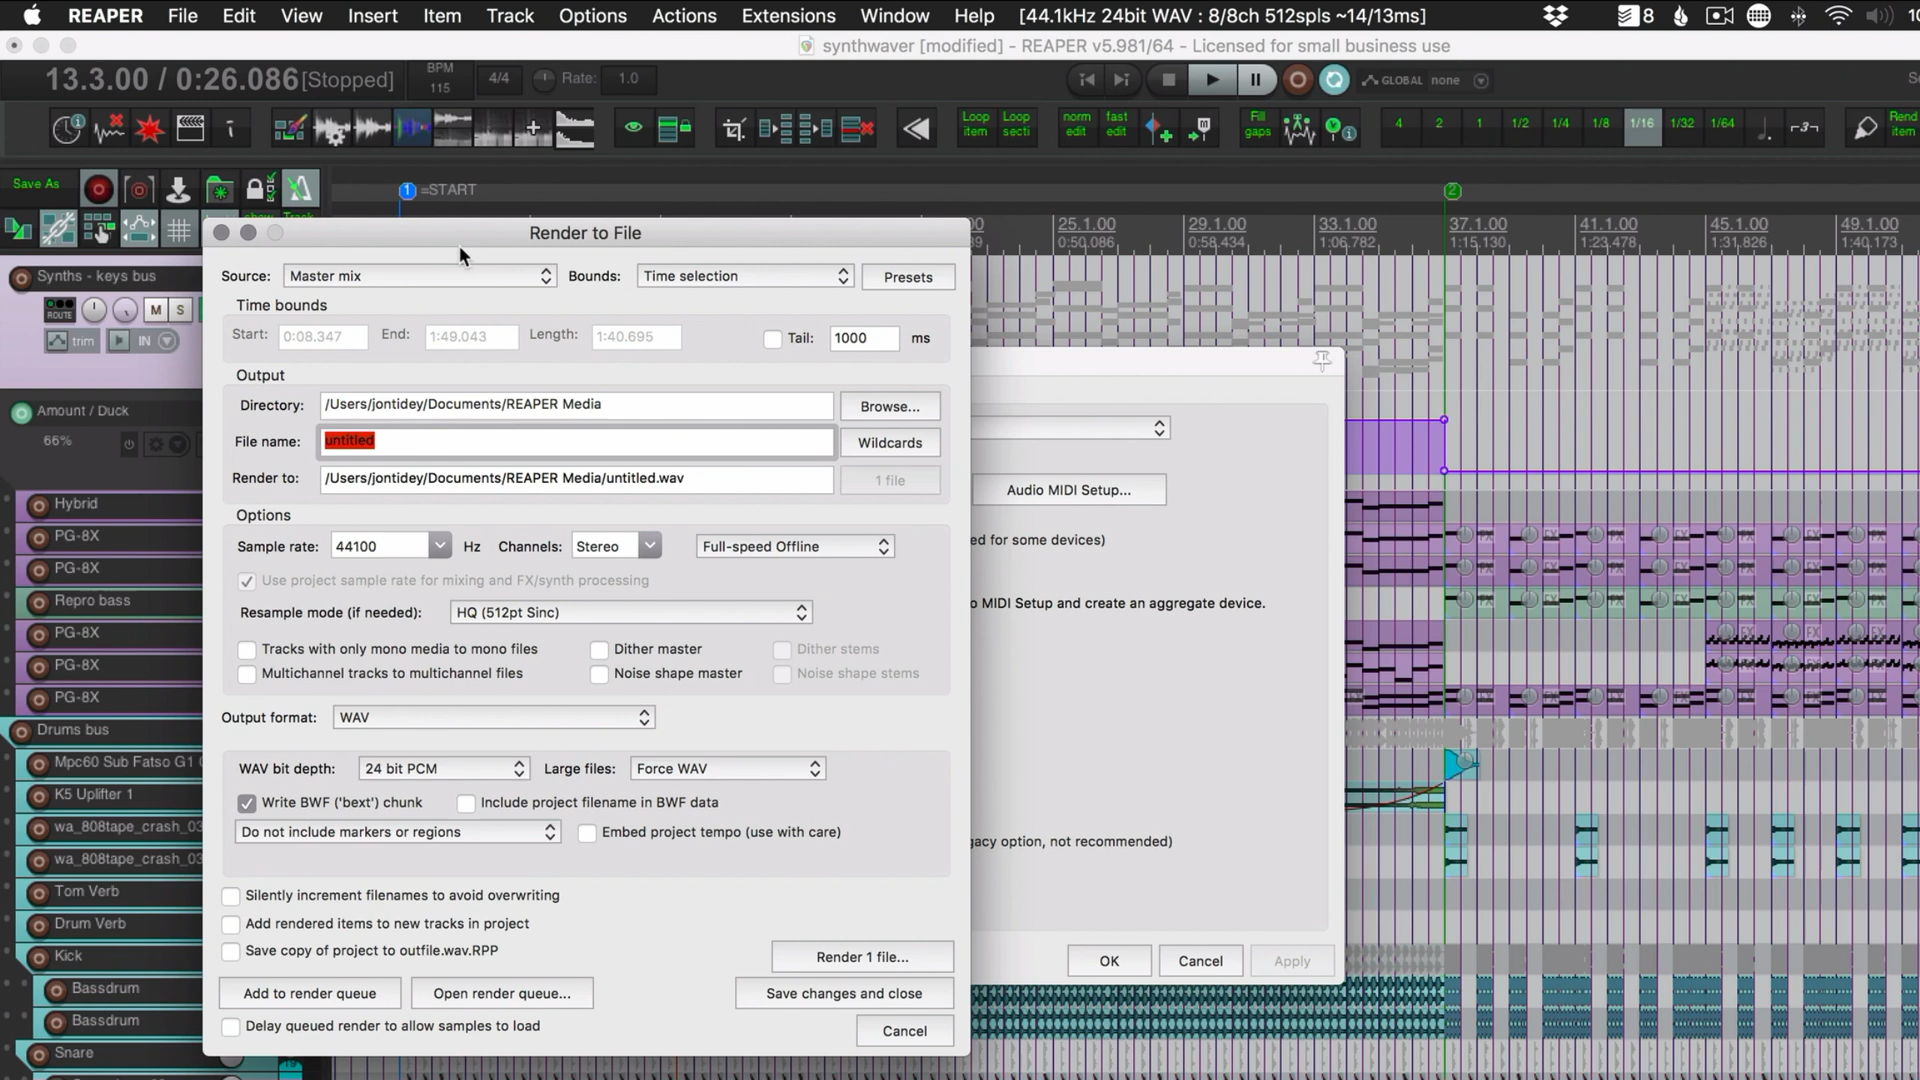 REAPER File Edit View Insert Item Track Options Actions Extensions Window Help [44.1kHz 24bit WAV : 8/8ch 512spls ~14/13ms] 8
synthwaver [modified] - REAPER v5.981/64 - Licensed for small business use
13.3.00 / 0:26.086 [Stopped] BPM 115 4/4 Rate: 1.0 GLOBAL none
Loop item Loop secti norm edit fast edit Fill gaps 4 2 1 1/2 1/4 1/8 1/16 1/32 1/64 3 Rend item
Save As
1 =START 2
25.1.00 29.1.00 33.1.00 37.1.00 41.1.00 45.1.00 49.1.00
0:50.086 0:58.434 1:06.782 1:15.130 1:23.478 1:31.826 1:40.173
Synths - keys bus
ROUTE M S
trim IN
Amount / Duck
66%
Hybrid
PG-8X
PG-8X
Repro bass
PG-8X
PG-8X
PG-8X
Drums bus
Mpc60 Sub Fatso G1
K5 Uplifter 1
wa_808tape_crash_03
wa_808tape_crash_03
Tom Verb
Drum Verb
Kick
Bassdrum
Bassdrum
Snare
Render to File
Source: Master mix Bounds: Time selection Presets
Time bounds
Start: 0:08.347 End: 1:49.043 Length: 1:40.695 Tail: 1000 ms
Output
Directory: /Users/jontidey/Documents/REAPER Media Browse...
File name: untitled Wildcards
Render to: /Users/jontidey/Documents/REAPER Media/untitled.wav 1 file
Options
Sample rate: 44100 Hz Channels: Stereo Full-speed Offline
Use project sample rate for mixing and FX/synth processing
Resample mode (if needed): HQ (512pt Sinc)
Tracks with only mono media to mono files Dither master Dither stems
Multichannel tracks to multichannel files Noise shape master Noise shape stems
Output format: WAV
WAV bit depth: 24 bit PCM Large files: Force WAV
Write BWF ('bext') chunk Include project filename in BWF data
Do not include markers or regions Embed project tempo (use with care)
Silently increment filenames to avoid overwriting
Add rendered items to new tracks in project
Save copy of project to outfile.wav.RPP
Render 1 file...
Add to render queue Open render queue... Save changes and close
Delay queued render to allow samples to load
Cancel
Audio MIDI Setup...
ed for some devices)
o MIDI Setup and create an aggregate device.
gacy option, not recommended)
OK Cancel Apply